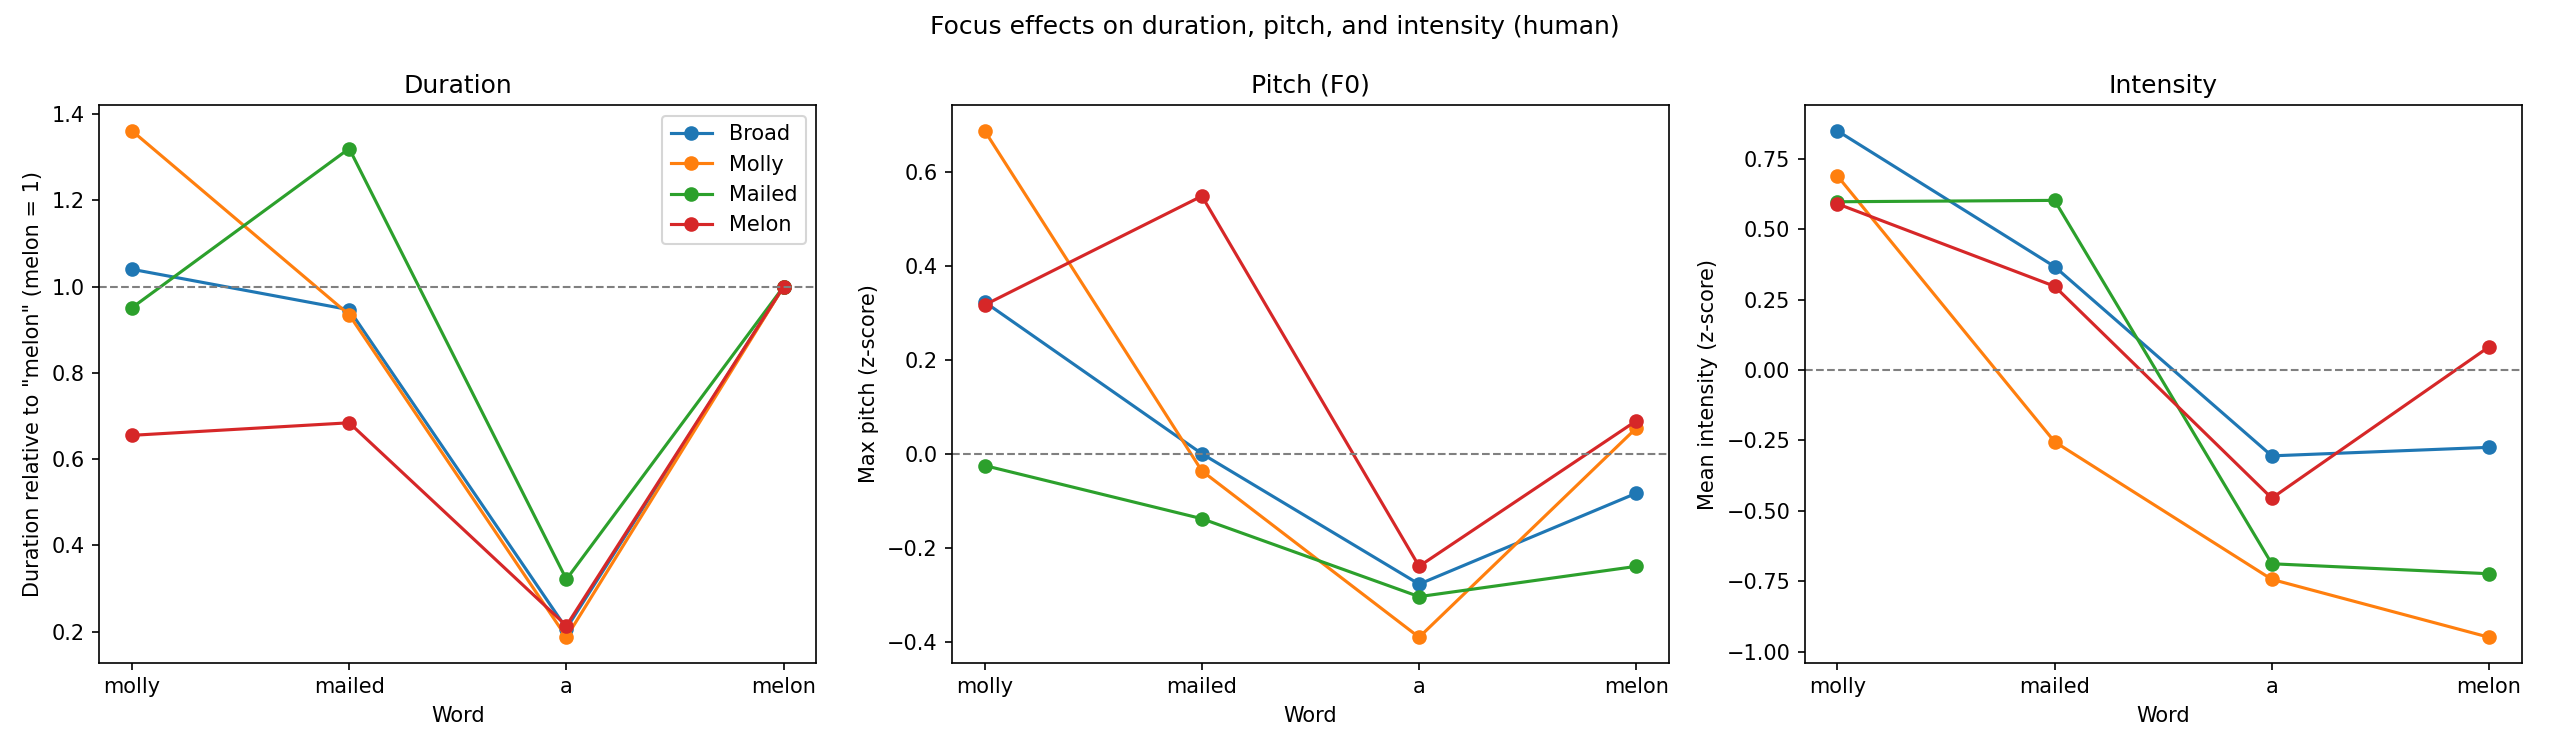 Focus effects on duration, pitch, and intensity (human)
Duration
Duration relative to "melon" (melon = 1)
1.4
1.2
1.0
0.8
0.6
0.4
0.2
Broad
Molly
Mailed
Melon
molly mailed a melon
Word
Pitch (F0)
Max pitch (z-score)
0.6
0.4
0.2
0.0
−0.2
−0.4
molly mailed a melon
Word
Intensity
Mean intensity (z-score)
0.75
0.50
0.25
0.00
−0.25
−0.50
−0.75
−1.00
molly mailed a melon
Word